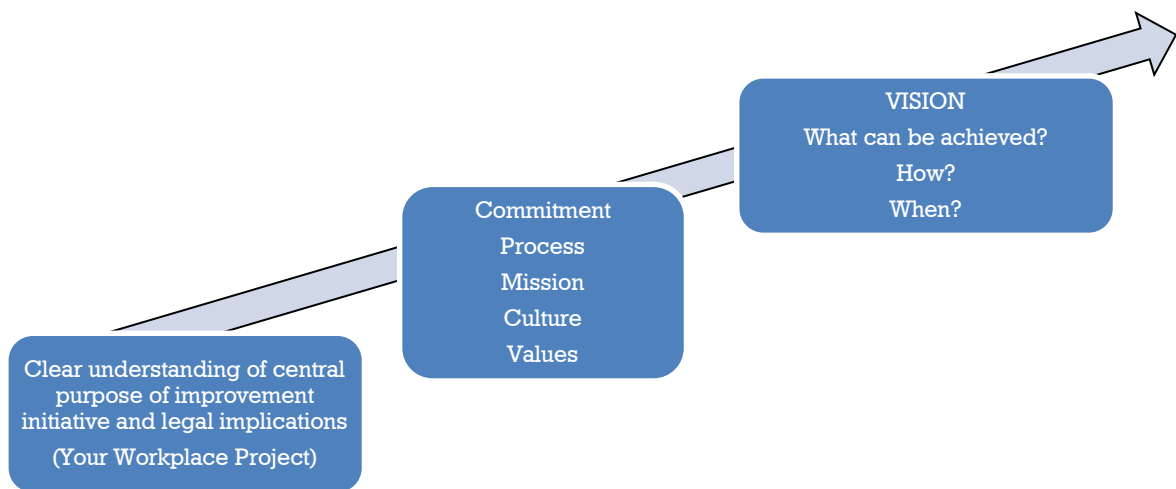 VISION
What can be achieved?
How?
When?
Commitment
Process
Mission
Culture
Values
Clear understanding of central
purpose of improvement
initiative and legal implications
(Your Workplace Project)